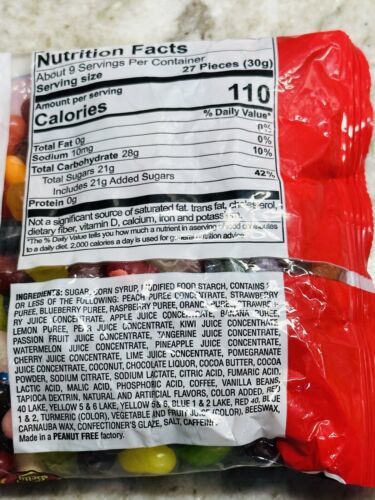 Nutrition Facts
About 9 Servings Per Container
Serving size 27 Pieces (30g)
Amount per serving
Calories 110
% Daily Value*
Total Fat 0g 0%
Sodium 10mg 0%
Total Carbohydrate 28g 10%
Total Sugars 21g
Includes 21g Added Sugars 42%
Protein 0g
Not a significant source of saturated fat, trans fat, cholesterol,
dietary fiber, vitamin D, calcium, iron and potassium.
*The % Daily Value tells you how much a nutrient in a serving of food contributes
to a daily diet. 2,000 calories a day is used for general nutrition advice.
INGREDIENTS: SUGAR, CORN SYRUP, MODIFIED FOOD STARCH, CONTAINS
OR LESS OF THE FOLLOWING: PEACH PUREE CONCENTRATE, STRAWBERRY
PUREE, BLUEBERRY PUREE, RASPBERRY PUREE, ORANGE PUREE,
RY JUICE CONCENTRATE, APPLE JUICE CONCENTRATE, BANANA PUREE,
LEMON PUREE, PEAR JUICE CONCENTRATE, KIWI JUICE CONCENTRATE,
PASSION FRUIT JUICE CONCENTRATE, TANGERINE JUICE CONCENTRATE,
WATERMELON JUICE CONCENTRATE, PINEAPPLE JUICE CONCENTRATE,
CHERRY JUICE CONCENTRATE, LIME JUICE CONCENTRATE, POMEGRANATE
JUICE CONCENTRATE, COCONUT, CHOCOLATE LIQUOR, COCOA BUTTER, COCOA
POWDER, SODIUM CITRATE, SODIUM LACTATE, CITRIC ACID, FUMARIC ACID,
LACTIC ACID, MALIC ACID, PHOSPHORIC ACID, COFFEE, VANILLA BEANS,
TAPIOCA DEXTRIN, NATURAL AND ARTIFICIAL FLAVORS, COLOR ADDED, RED
40 LAKE, YELLOW 5 & 6 LAKE, YELLOW 5 & 6, BLUE 1 & 2 LAKE, RED 40, BLUE
1 & 2, TURMERIC (COLOR), VEGETABLE AND FRUIT JUICE (COLOR), BEESWAX,
CARNAUBA WAX, CONFECTIONER'S GLAZE, SALT, CAFFEINE.
Made in a PEANUT FREE factory.